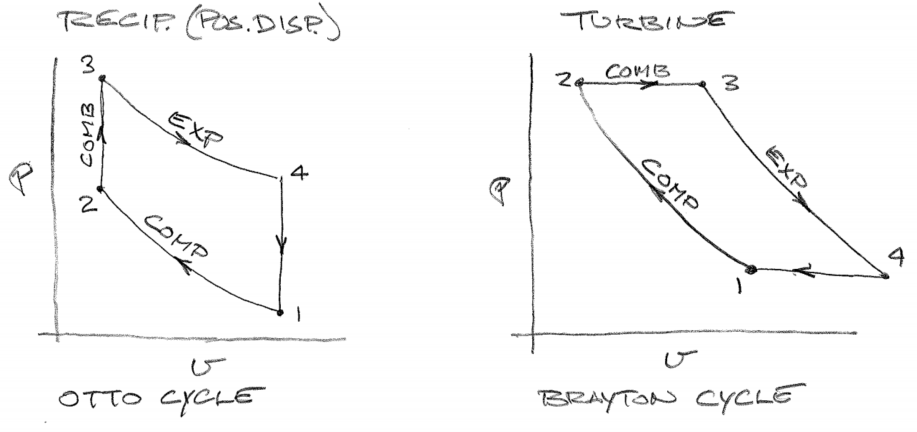 RECIP. (POS. DISP.)
3
COMB
EXP
P
4
2
COMP
1
v
OTTO CYCLE
TURBINE
2
COMB
3
P
COMP
EXP
1
4
v
BRAYTON CYCLE